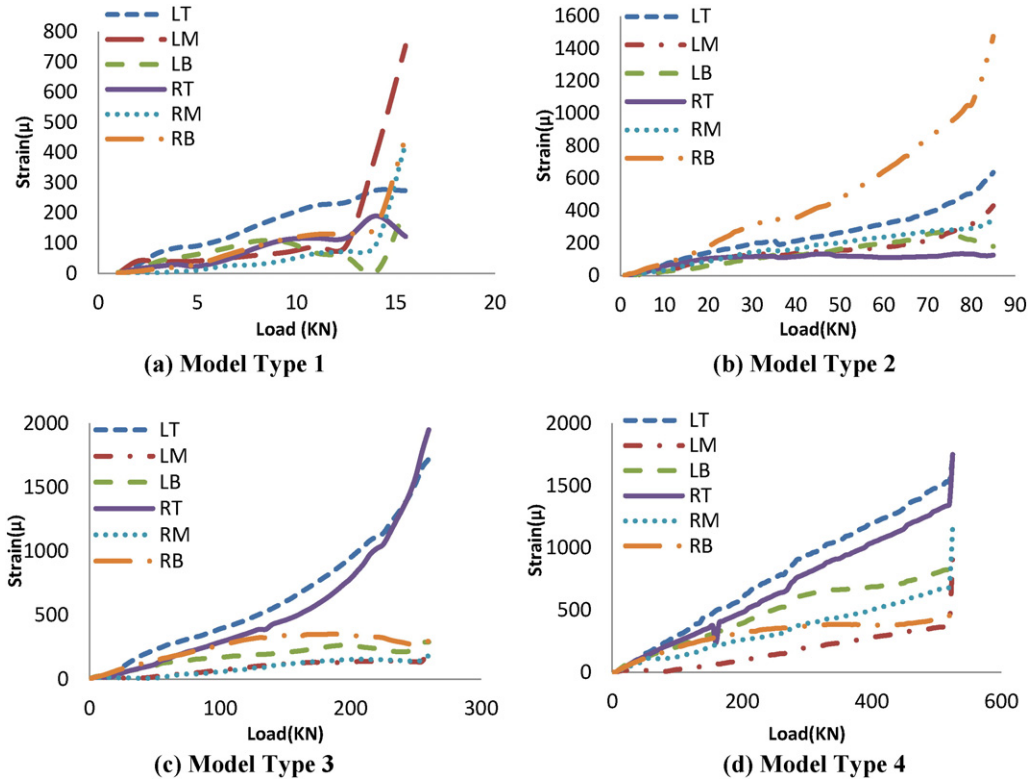 800
700
600
500
400
300
200
100
0
Strain(μ)
LT
LM
LB
RT
RM
RB
0 5 10 15 20
Load (KN)
(a) Model Type 1
1600
1400
1200
1000
800
600
400
200
0
Strain(μ)
LT
LM
LB
RT
RM
RB
0 10 20 30 40 50 60 70 80 90
Load(KN)
(b) Model Type 2
2000
1500
1000
500
0
Strain(μ)
LT
LM
LB
RT
RM
RB
0 100 200 300
Load(KN)
(c) Model Type 3
2000
1500
1000
500
0
Strain(μ)
LT
LM
LB
RT
RM
RB
0 200 400 600
Load(KN)
(d) Model Type 4